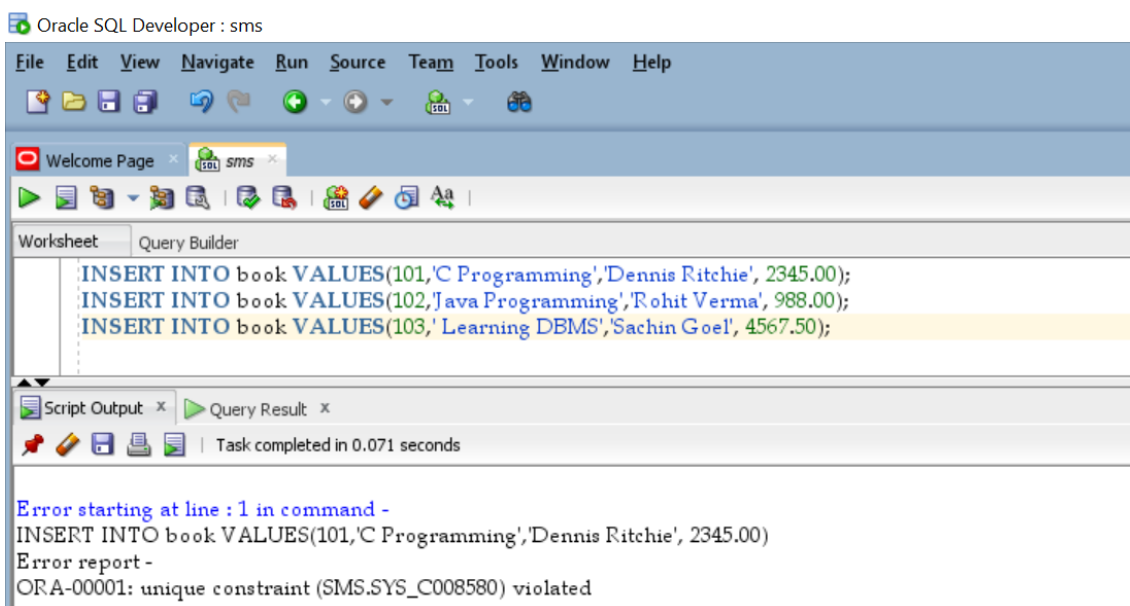 Oracle SQL Developer : sms
File Edit View Navigate Run Source Team Tools Window Help
Welcome Page sms
Worksheet Query Builder
INSERT INTO book VALUES(101,'C Programming','Dennis Ritchie', 2345.00);
INSERT INTO book VALUES(102,'Java Programming','Rohit Verma', 988.00);
INSERT INTO book VALUES(103,' Learning DBMS','Sachin Goel', 4567.50);
Script Output x Query Result x
Task completed in 0.071 seconds
Error starting at line : 1 in command -
INSERT INTO book VALUES(101,'C Programming','Dennis Ritchie', 2345.00)
Error report -
ORA-00001: unique constraint (SMS.SYS_C008580) violated